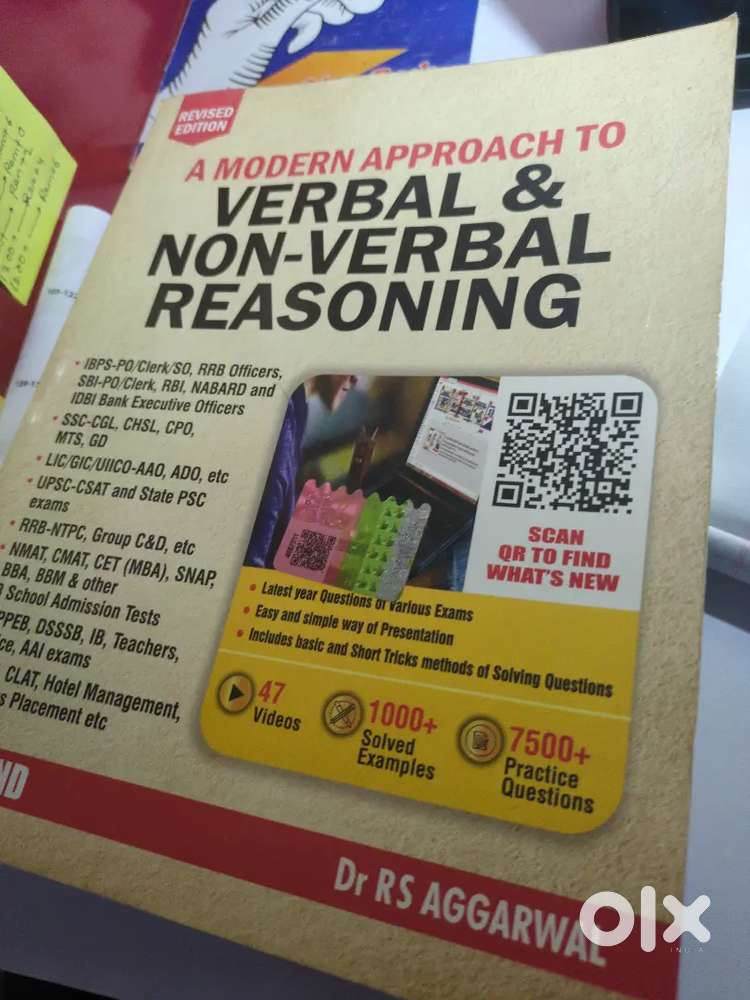 REVISED
EDITION
A MODERN APPROACH TO
VERBAL &
NON-VERBAL
REASONING
• IBPS-PO/Clerk/SO, RRB Officers,
SBI-PO/Clerk, RBI, NABARD and
IDBI Bank Executive Officers
• SSC-CGL, CHSL, CPO,
MTS, GD
• LIC/GIC/UIICO-AAO, ADO, etc
• UPSC-CSAT and State PSC
exams
• RRB-NTPC, Group C&D, etc
• NMAT, CMAT, CET (MBA), SNAP,
BBA, BBM & other
School Admission Tests
PPEB, DSSSB, IB, Teachers,
ce, AAI exams
CLAT, Hotel Management,
s Placement etc
SCAN
QR TO FIND
WHAT'S NEW
• Latest year Questions of Various Exams
• Easy and simple way of Presentation
• Includes basic and Short Tricks methods of Solving Questions
47
Videos
1000+
Solved
Examples
7500+
Practice
Questions
ND
Dr RS AGGARWAL
olx
INDIA